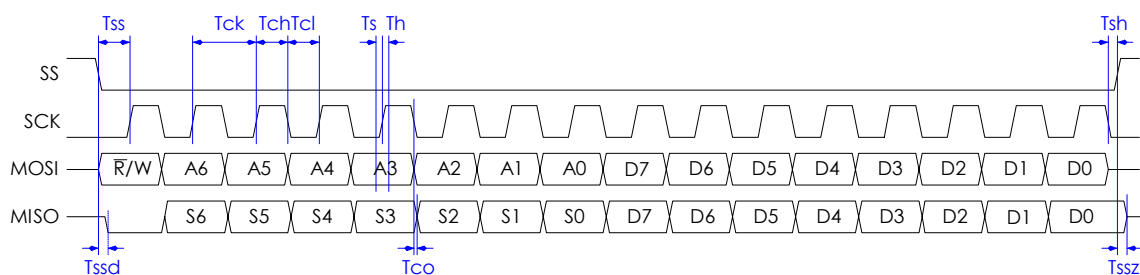 Tss Tck Tch Tcl Ts Th Tsh
SS
SCK
MOSI R̅/W A6 A5 A4 A3 A2 A1 A0 D7 D6 D5 D4 D3 D2 D1 D0
MISO S6 S5 S4 S3 S2 S1 S0 D7 D6 D5 D4 D3 D2 D1 D0
Tssd Tco Tssz